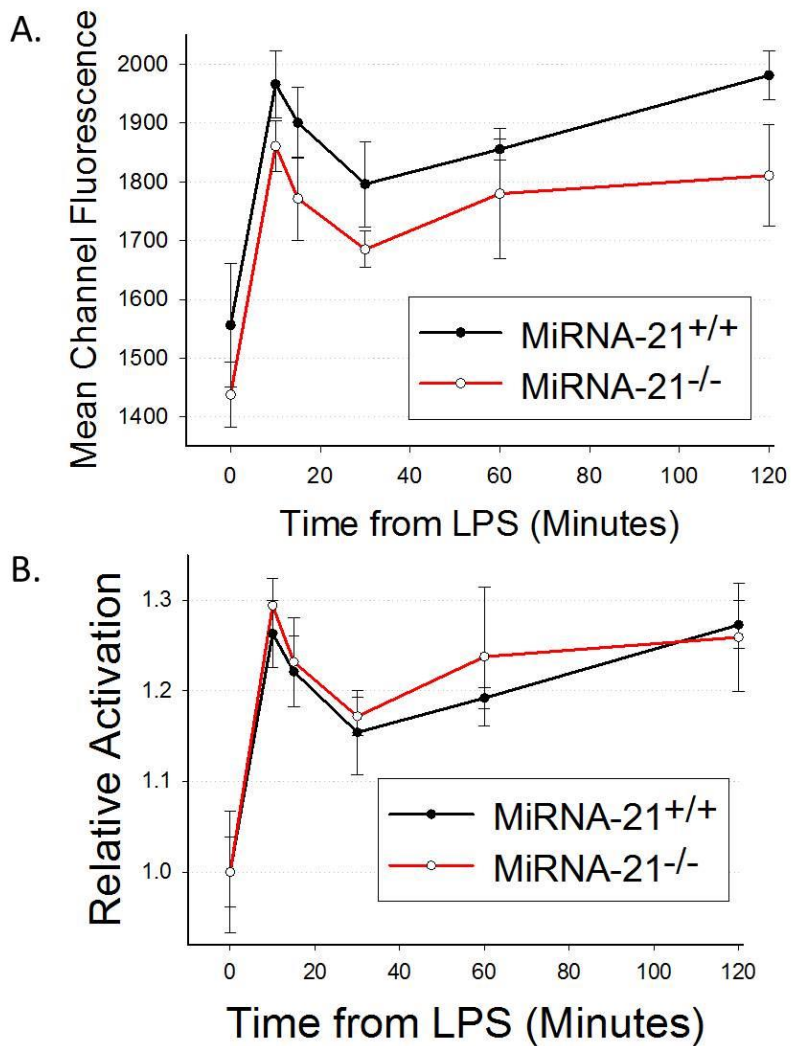 A.
Mean Channel Fluorescence
2000
1900
1800
1700
1600
1500
1400
MiRNA-21+/+
MiRNA-21-/-
0 20 40 60 80 100 120
Time from LPS (Minutes)
B.
Relative Activation
1.3
1.2
1.1
1.0
MiRNA-21+/+
MiRNA-21-/-
0 20 40 60 80 100 120
Time from LPS (Minutes)